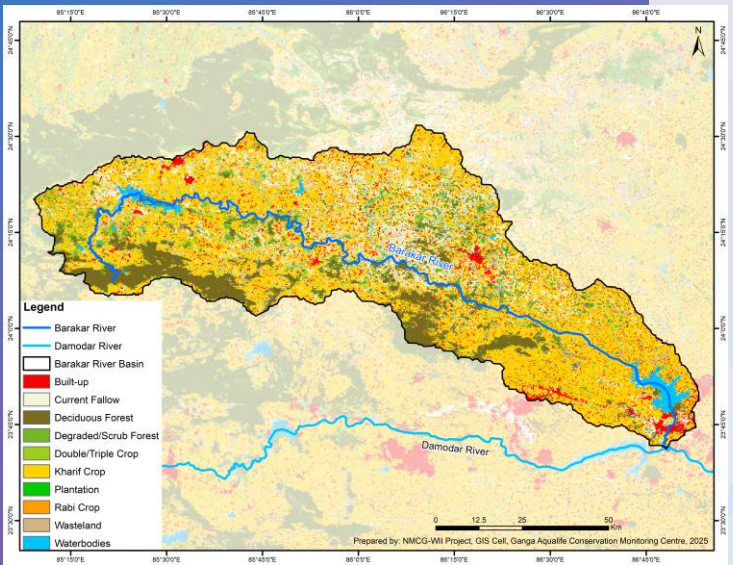 85°15'0"E 85°30'0"E 85°45'0"E 86°0'0"E 86°15'0"E 86°30'0"E 86°45'0"E
24°45'0"N
24°45'0"N
N
24°30'0"N
24°30'0"N
24°15'0"N
24°15'0"N
Barakar River
24°0'0"N
24°0'0"N
Legend
Barakar River
Damodar River
Barakar River Basin
Built-up
Current Fallow
Deciduous Forest
Degraded/Scrub Forest
Double/Triple Crop
Kharif Crop
Plantation
Rabi Crop
Wasteland
Waterbodies
23°45'0"N
Damodar River
23°45'0"N
0 12.5 25 50
Km
23°30'0"N
23°30'0"N
Prepared by: NMCG-WII Project, GIS Cell, Ganga Aqualife Conservation Monitoring Centre, 2025
85°15'0"E 85°30'0"E 85°45'0"E 86°0'0"E 86°15'0"E 86°30'0"E 86°45'0"E